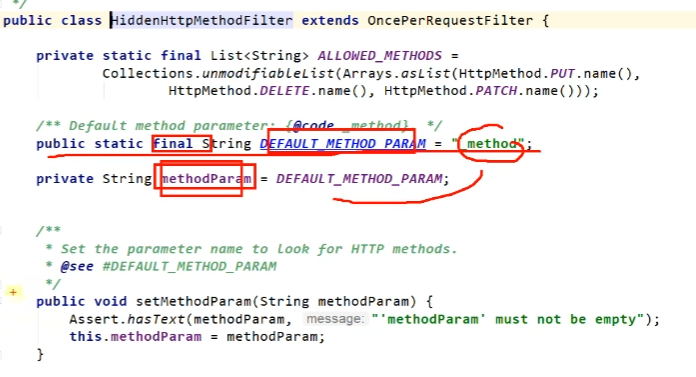 */
public class HiddenHttpMethodFilter extends OncePerRequestFilter {
private static final List<String> ALLOWED_METHODS =
Collections.unmodifiableList(Arrays.asList(HttpMethod.PUT.name(),
HttpMethod.DELETE.name(), HttpMethod.PATCH.name()));
/** Default method parameter: {@code _method} */
public static final String DEFAULT_METHOD_PARAM = "_method";
private String methodParam = DEFAULT_METHOD_PARAM;
/**
* Set the parameter name to look for HTTP methods.
* @see #DEFAULT_METHOD_PARAM
*/
public void setMethodParam(String methodParam) {
Assert.hasText(methodParam, message: "'methodParam' must not be empty");
this.methodParam = methodParam;
}